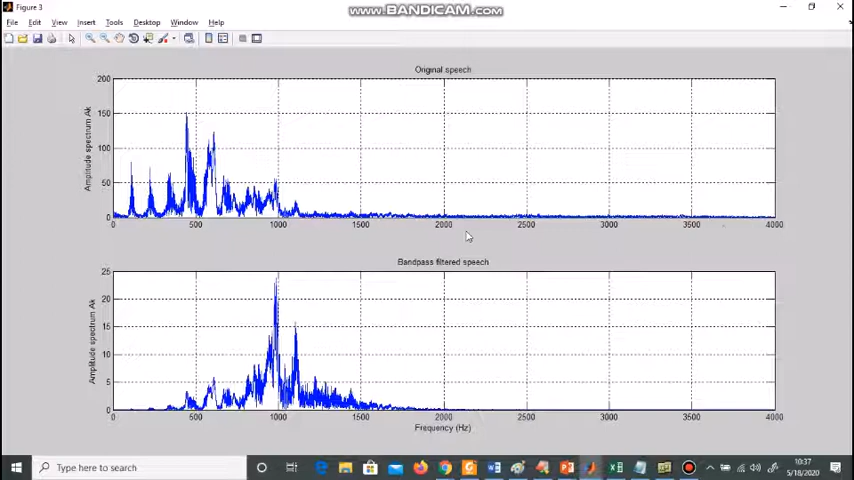 Figure 3
www.BANDICAM.com
File Edit View Insert Tools Desktop Window Help
Original speech
Amplitude spectrum Ak
200
150
100
50
0
0 500 1000 1500 2000 2500 3000 3500 4000
Bandpass filtered speech
Amplitude spectrum Ak
25
20
15
10
5
0
0 500 1000 1500 2000 2500 3000 3500 4000
Frequency (Hz)
Type here to search
10:37
5/18/2020